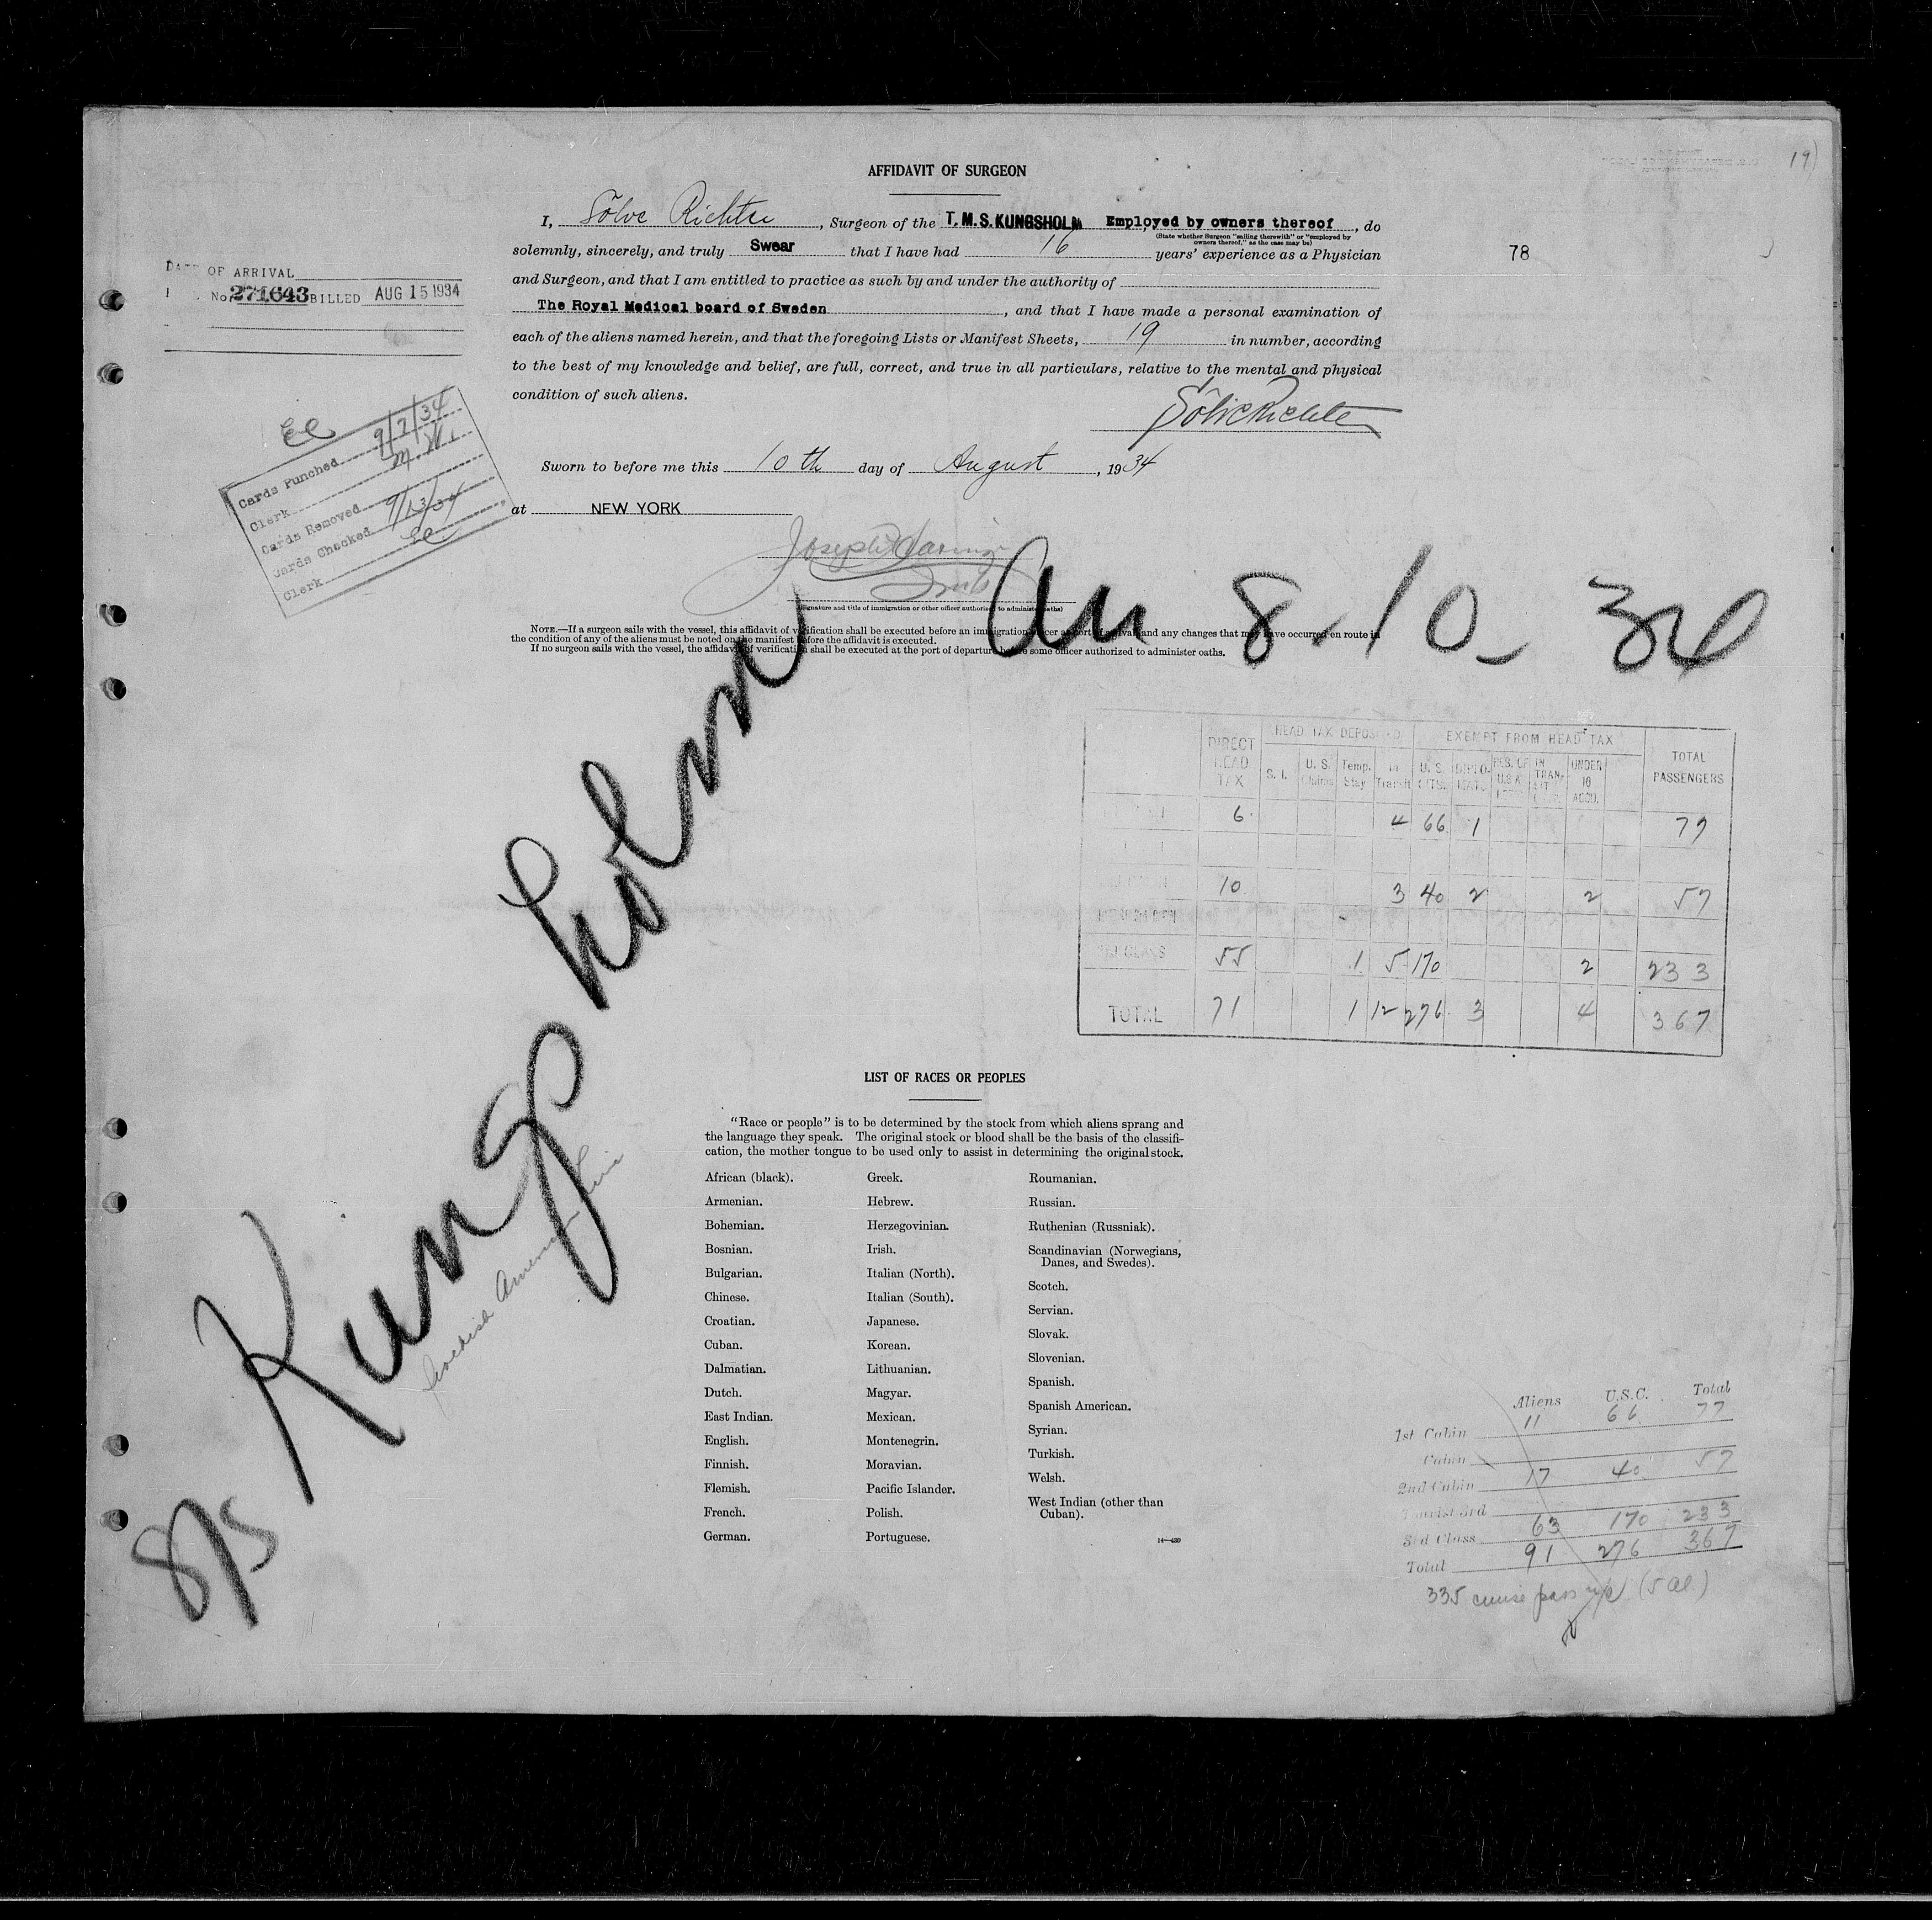 19
AFFIDAVIT OF SURGEON
I, Sölve Richter, Surgeon of the T.M.S. KUNGSHOLM Employed by owners thereof, do
(State whether Surgeon "sailing therewith" or "employed by
owners thereof," as the case may be)
solemnly, sincerely, and truly Swear that I have had 16 years' experience as a Physician
78
and Surgeon, and that I am entitled to practice as such by and under the authority of
The Royal Medical board of Sweden, and that I have made a personal examination of
each of the aliens named herein, and that the foregoing Lists or Manifest Sheets, 19 in number, according
to the best of my knowledge and belief, are full, correct, and true in all particulars, relative to the mental and physical
condition of such aliens.
Sölve Richter
DATE OF ARRIVAL
No. 271643 BILLED AUG 15 1934
Cards Punched 9/7/34
Clerk
Cards Removed
Cards Checked 9/13/34
Clerk
Sworn to before me this 10th day of August, 1934
at NEW YORK
Joseph
(Signature and title of immigration or other officer authorized to administer oaths)
NOTE.—If a surgeon sails with the vessel, this affidavit of verification shall be executed before an immigration officer at port of arrival and any changes that may have occurred en route in
the condition of any of the aliens must be noted on the manifest before the affidavit is executed.
If no surgeon sails with the vessel, the affidavit of verification shall be executed at the port of departure before some officer authorized to administer oaths.
8. 10. 34
Kungsholm
Swedish American Line
8/5
DIRECT HEAD TAX
HEAD TAX DEPOSITED
EXEMPT FROM HEAD TAX
TOTAL PASSENGERS
S. I. U. S. Claims Temp. Stay In Transit U. S. CITS. DIPLOMATS RES. OF U.S.A. IN TRANSIT UNDER 16 ACCO.
6 4 66 1 77
10 3 40 2 2 57
3RD CLASS 55 1 5 170 2 233
TOTAL 71 1 12 276 3 4 367
LIST OF RACES OR PEOPLES
"Race or people" is to be determined by the stock from which aliens sprang and
the language they speak. The original stock or blood shall be the basis of the classifi-
cation, the mother tongue to be used only to assist in determining the original stock.
African (black).
Armenian.
Bohemian.
Bosnian.
Bulgarian.
Chinese.
Croatian.
Cuban.
Dalmatian.
Dutch.
East Indian.
English.
Finnish.
Flemish.
French.
German.
Greek.
Hebrew.
Herzegovinian.
Irish.
Italian (North).
Italian (South).
Japanese.
Korean.
Lithuanian.
Magyar.
Mexican.
Montenegrin.
Moravian.
Pacific Islander.
Polish.
Portuguese.
Roumanian.
Russian.
Ruthenian (Russniak).
Scandinavian (Norwegians,
Danes, and Swedes).
Scotch.
Servian.
Slovak.
Slovenian.
Spanish.
Spanish American.
Syrian.
Turkish.
Welsh.
West Indian (other than
Cuban).
Aliens U.S.C. Total
1st Cabin 11 66 77
Cabin
2nd Cabin 17 40 57
Tourist 3rd
3rd Class 63 170 233
Total 91 276 367
335 cruise pass (5 al.)